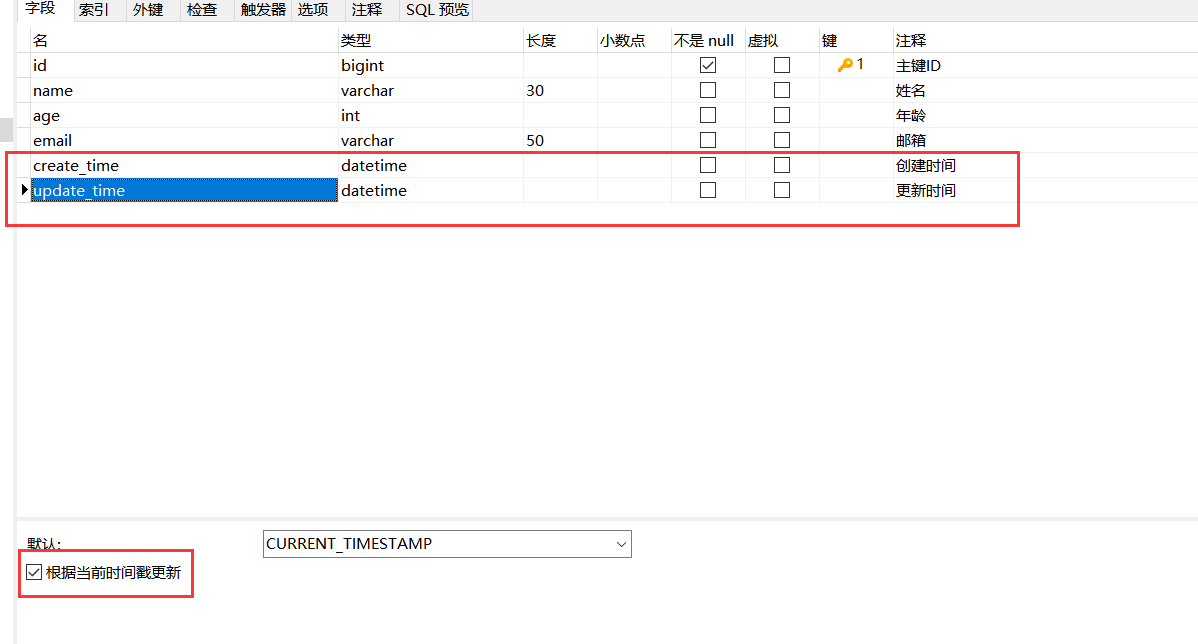 字段 索引 外键 检查 触发器 选项 注释 SQL 预览
名 类型 长度 小数点 不是 null 虚拟 键 注释
id bigint 1 主键ID
name varchar 30 姓名
age int 年龄
email varchar 50 邮箱
create_time datetime 创建时间
update_time datetime 更新时间
默认: CURRENT_TIMESTAMP
根据当前时间戳更新